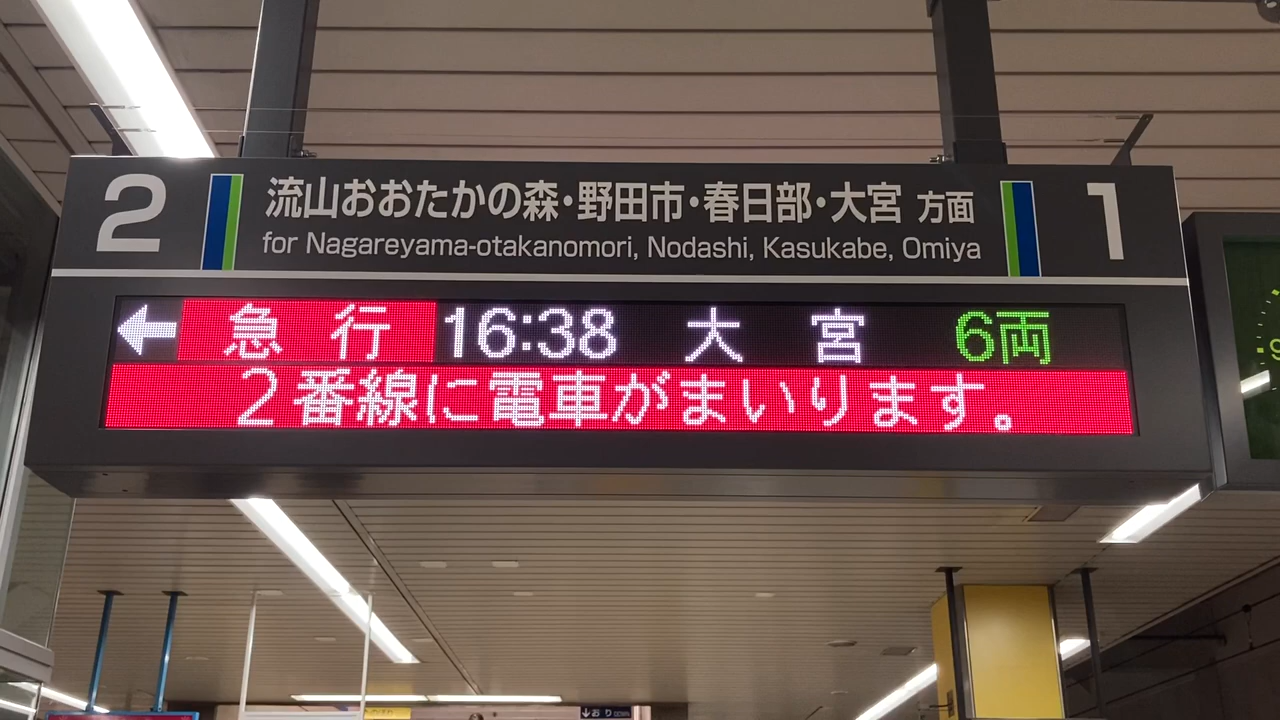 2 流山おおたかの森・野田市・春日部・大宮 方面 1
for Nagareyama-otakanomori, Nodashi, Kasukabe, Omiya
急行 16:38 大宮 6両
2番線に電車がまいります。
おり